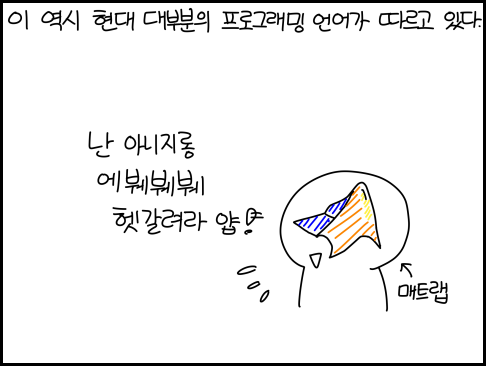 이 역시 현대 대부분의 프로그래밍 언어가 따르고 있다.
난 아니지롱
에붸붸붸
헷갈려라 얍!
매트랩